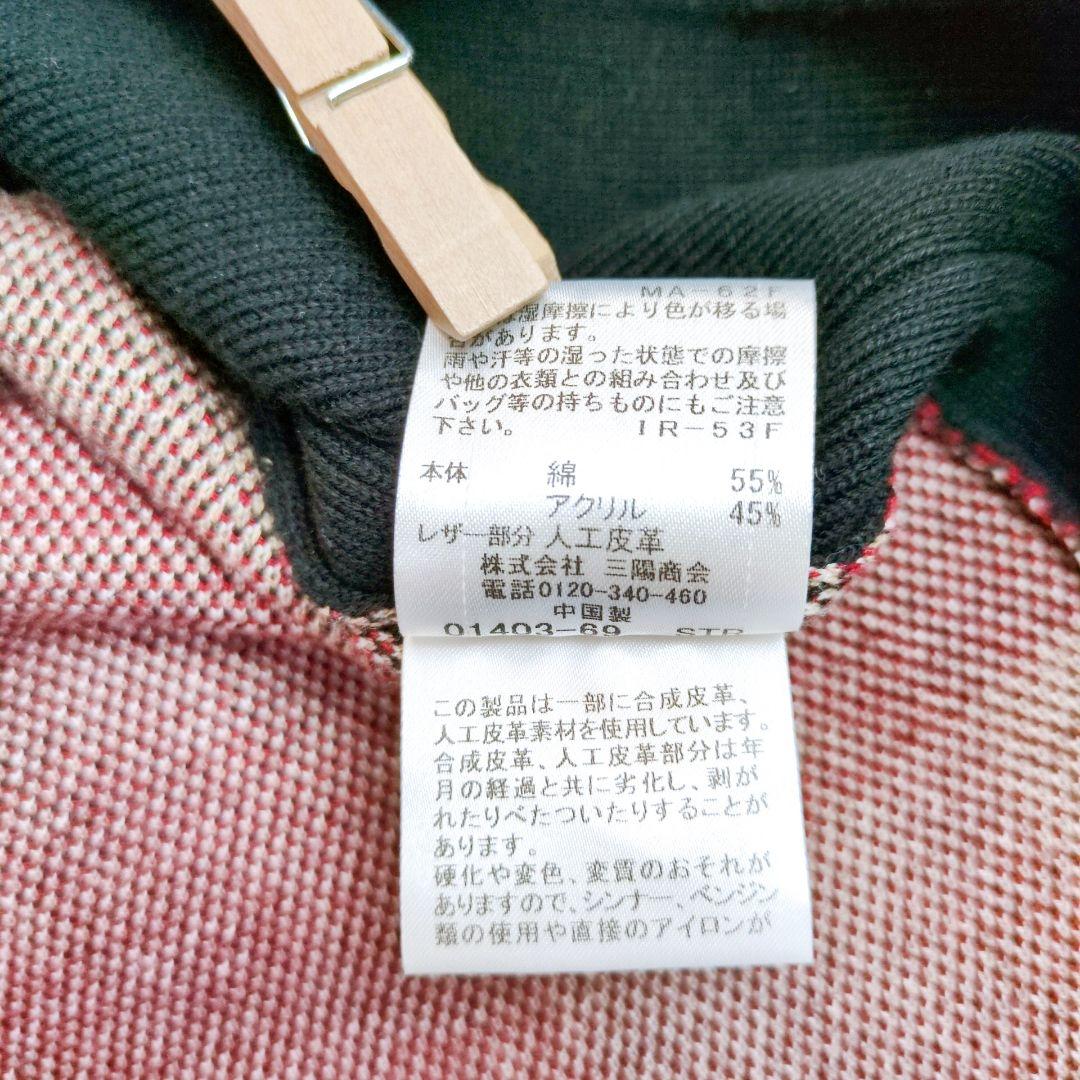 MA-62F
湿摩擦により色が移る場
合があります。
雨や汗等の湿った状態での摩擦
や他の衣類との組み合わせ及び
バッグ等の持ちものにもご注意
下さい。 IR-53F
本体 綿 55%
アクリル 45%
レザー部分 人工皮革
株式会社 三陽商会
電話0120-340-460
中国製
01403-69 STR
この製品は一部に合成皮革、
人工皮革素材を使用しています。
合成皮革、人工皮革部分は年
月の経過と共に劣化し、剥が
れたりべたついたりすることが
あります。
硬化や変色、変質のおそれが
ありますので、シンナー、ベンジン
類の使用や直接のアイロンが